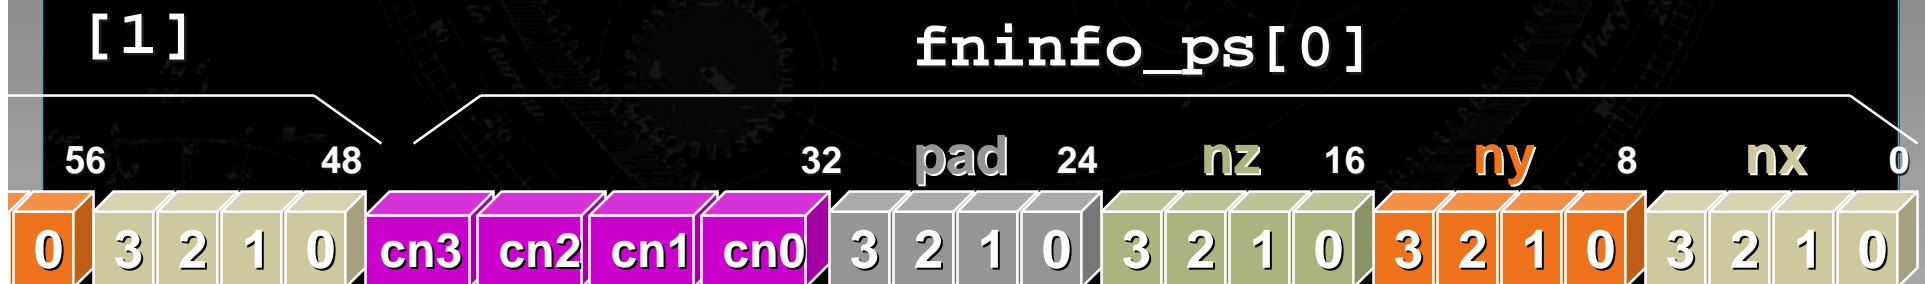 [1] fninfo_ps[0]
56 48 32 pad 24 nz 16 ny 8 nx 0
0 3 2 1 0 cn3 cn2 cn1 cn0 3 2 1 0 3 2 1 0 3 2 1 0 3 2 1 0